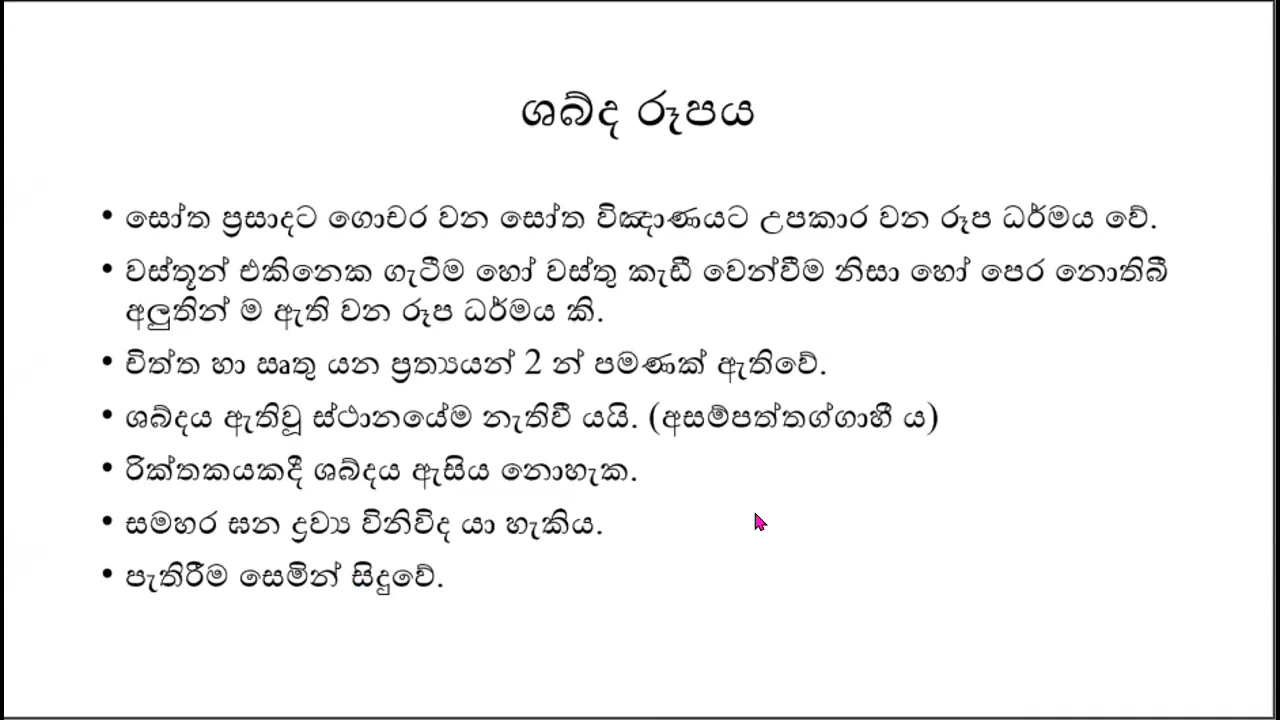 ශබ්ද රූපය
• සෝත ප්‍රසාදට ගොචර වන සෝත විඤාණයට උපකාර වන රූප ධර්මය වේ.
• වස්තූන් එකිනෙක ගැටීම හෝ වස්තු කැඩී වෙන්වීම නිසා හෝ පෙර නොතිබී
අලුතින් ම ඇති වන රූප ධර්මය කි.
• චිත්ත හා ඍතු යන ප්‍රත්‍යයන් 2 න් පමණක් ඇතිවේ.
• ශබ්දය ඇතිවූ ස්ථානයේම නැතිවී යයි. (අසම්පත්තග්ගාහී ය)
• රික්තකයකදී ශබ්දය ඇසිය නොහැක.
• සමහර ඝන ද්‍රව්‍ය විනිවිද යා හැකිය.
• පැතිරීම සෙමින් සිදුවේ.